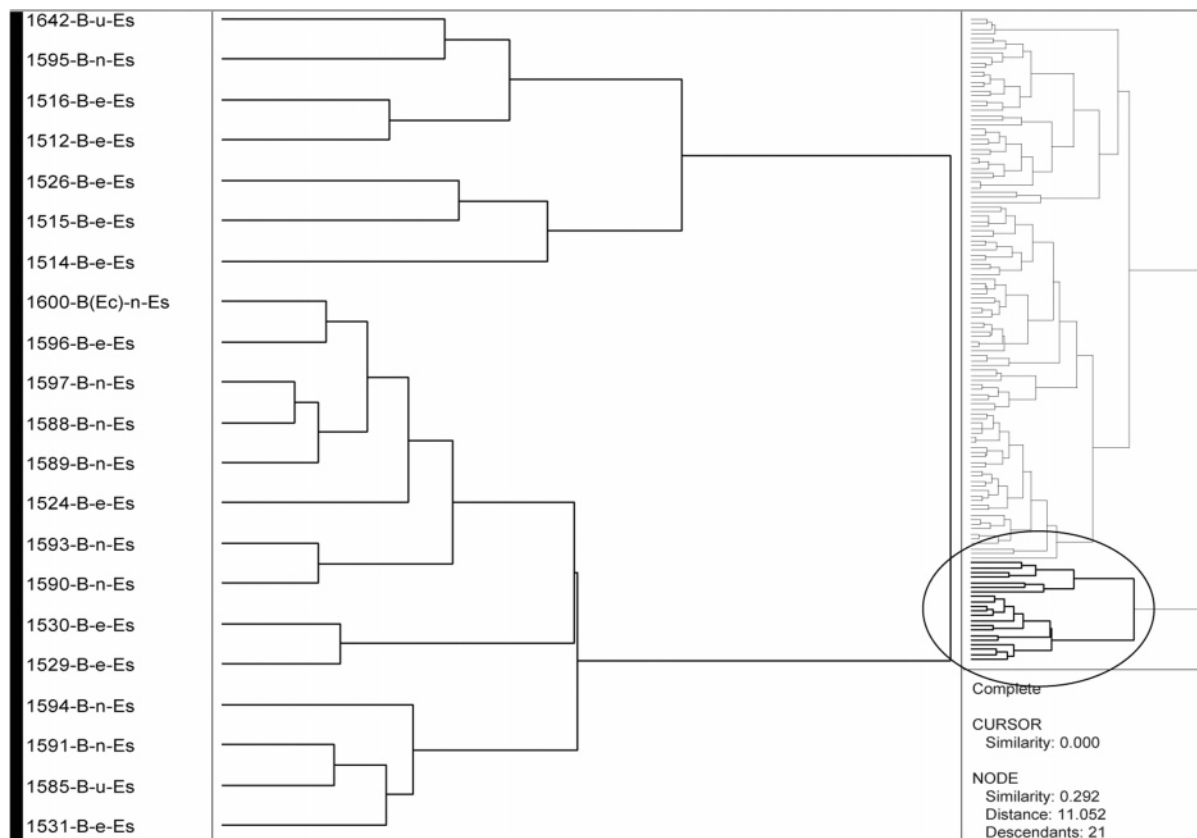 1642-B-u-Es
1595-B-n-Es
1516-B-e-Es
1512-B-e-Es
1526-B-e-Es
1515-B-e-Es
1514-B-e-Es
1600-B(Ec)-n-Es
1596-B-e-Es
1597-B-n-Es
1588-B-n-Es
1589-B-n-Es
1524-B-e-Es
1593-B-n-Es
1590-B-n-Es
1530-B-e-Es
1529-B-e-Es
1594-B-n-Es
1591-B-n-Es
1585-B-u-Es
1531-B-e-Es
Complete
CURSOR
Similarity: 0.000
NODE
Similarity: 0.292
Distance: 11.052
Descendants: 21